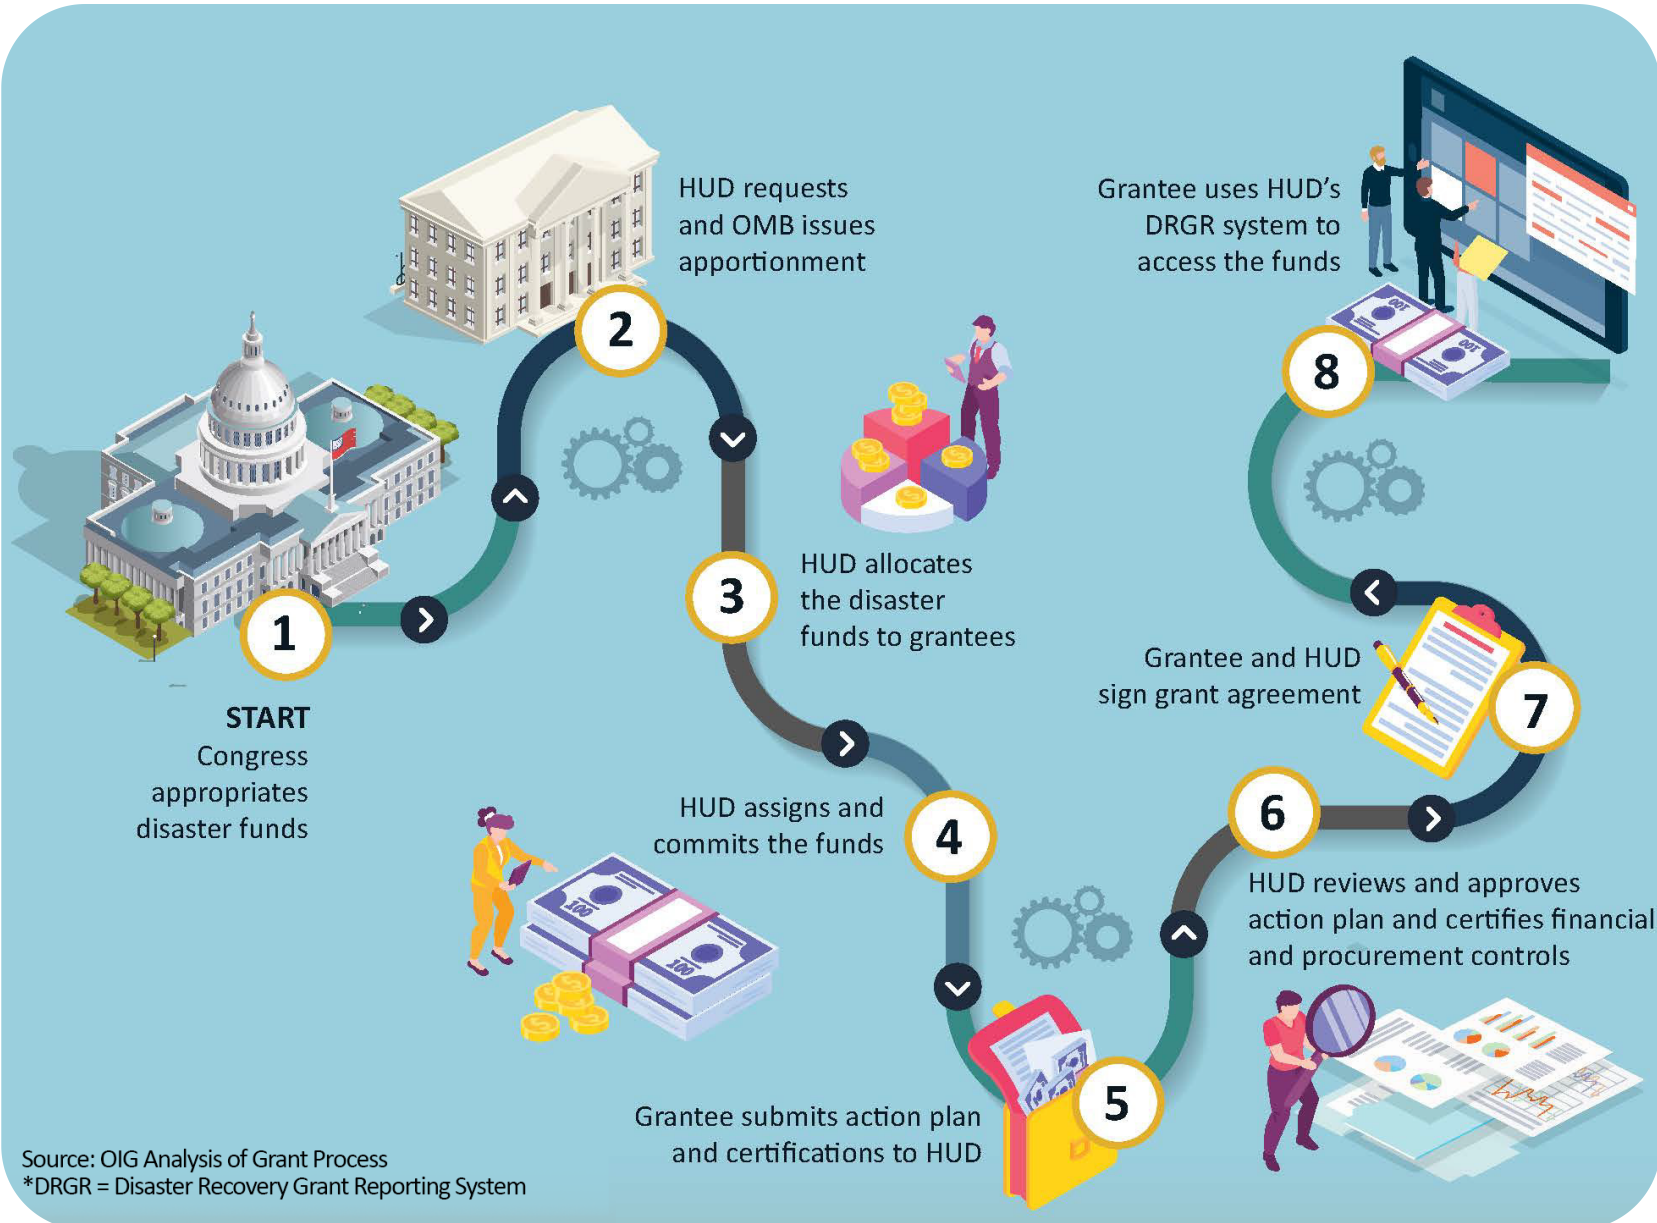 1
START
Congress
appropriates
disaster funds
2
HUD requests
and OMB issues
apportionment
3
HUD allocates
the disaster
funds to grantees
4
HUD assigns and
commits the funds
100
100
5
Grantee submits action plan
and certifications to HUD
6
HUD reviews and approves
action plan and certifies financial
and procurement controls
7
Grantee and HUD
sign grant agreement
8
Grantee uses HUD’s
DRGR system to
access the funds
100
100
Source: OIG Analysis of Grant Process
*DRGR = Disaster Recovery Grant Reporting System